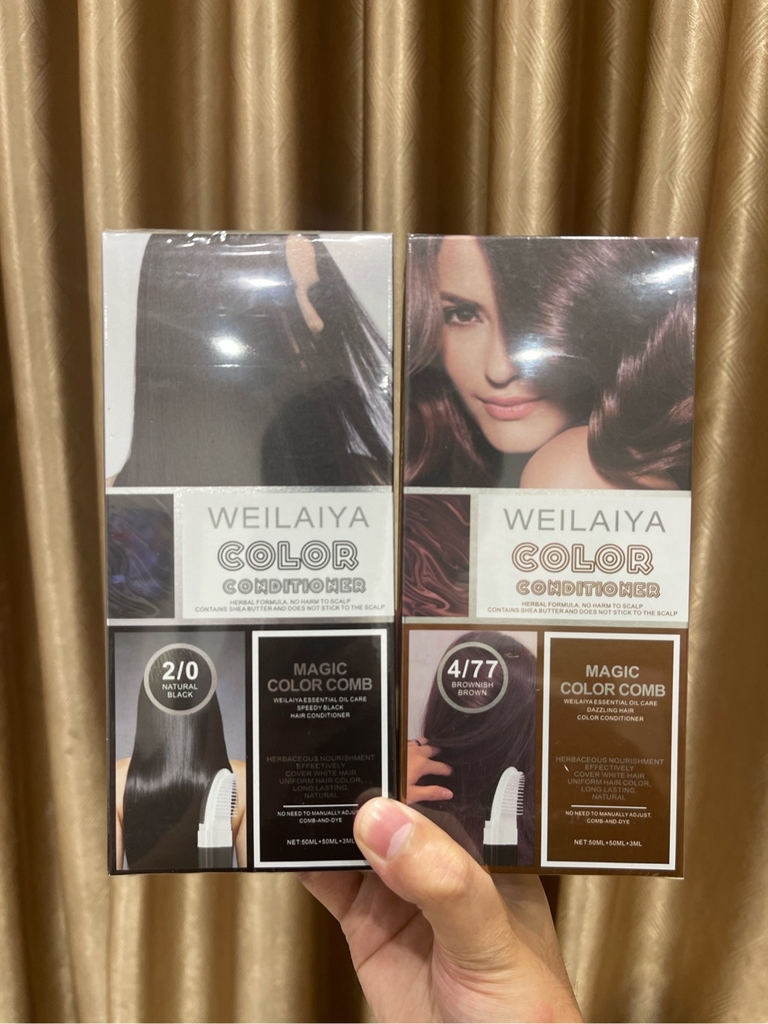 WEILAIYA
COLOR
CONDITIONER
HERBAL FORMULA, NO HARM TO SCALP
CONTAINS SHEA BUTTER AND DOES NOT STICK TO THE SCALP
2/0
NATURAL
BLACK
MAGIC
COLOR COMB
WEILAIYA ESSENTIAL OIL CARE
SPEEDY BLACK
HAIR CONDITIONER
HERBACEOUS NOURISHMENT
EFFECTIVELY
COVER WHITE HAIR
UNIFORM HAIR COLOR,
LONG LASTING,
NATURAL
NO NEED TO MANUALLY ADJUST,
COMB-AND-DYE
NET:50ML+50ML+3ML
WEILAIYA
COLOR
CONDITIONER
HERBAL FORMULA, NO HARM TO SCALP
CONTAINS SHEA BUTTER AND DOES NOT STICK TO THE SCALP
4/77
BROWNISH
BROWN
MAGIC
COLOR COMB
WEILAIYA ESSENTIAL OIL CARE
DAZZLING HAIR
COLOR CONDITIONER
HERBACEOUS NOURISHMENT
EFFECTIVELY
COVER WHITE HAIR
UNIFORM HAIR COLOR,
LONG LASTING,
NATURAL
NO NEED TO MANUALLY ADJUST,
COMB-AND-DYE
NET:50ML+50ML+3ML